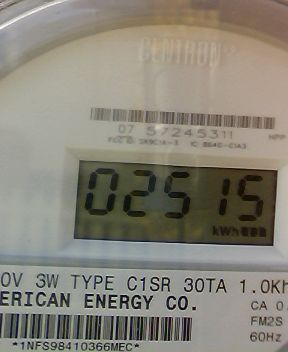 CENTRON
07 57245311
02515
kWh
0V 3W TYPE C1SR 30TA 1.0Kh
ERICAN ENERGY CO.
CA 0.
FM2S
60Hz
*1NFS98410366MEC*